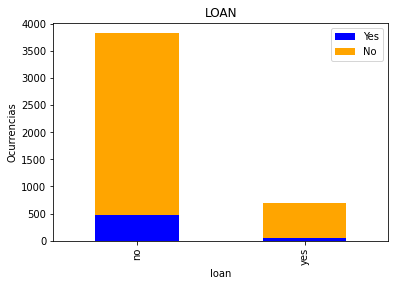 LOAN
4000
3500
3000
2500
2000
1500
1000
500
0
Ocurrencias
Yes
No
no
yes
loan